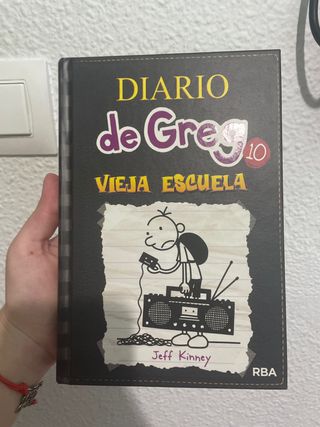 DIARIO
de Greg
10
VIEJA ESCUELA
Jeff Kinney
RBA